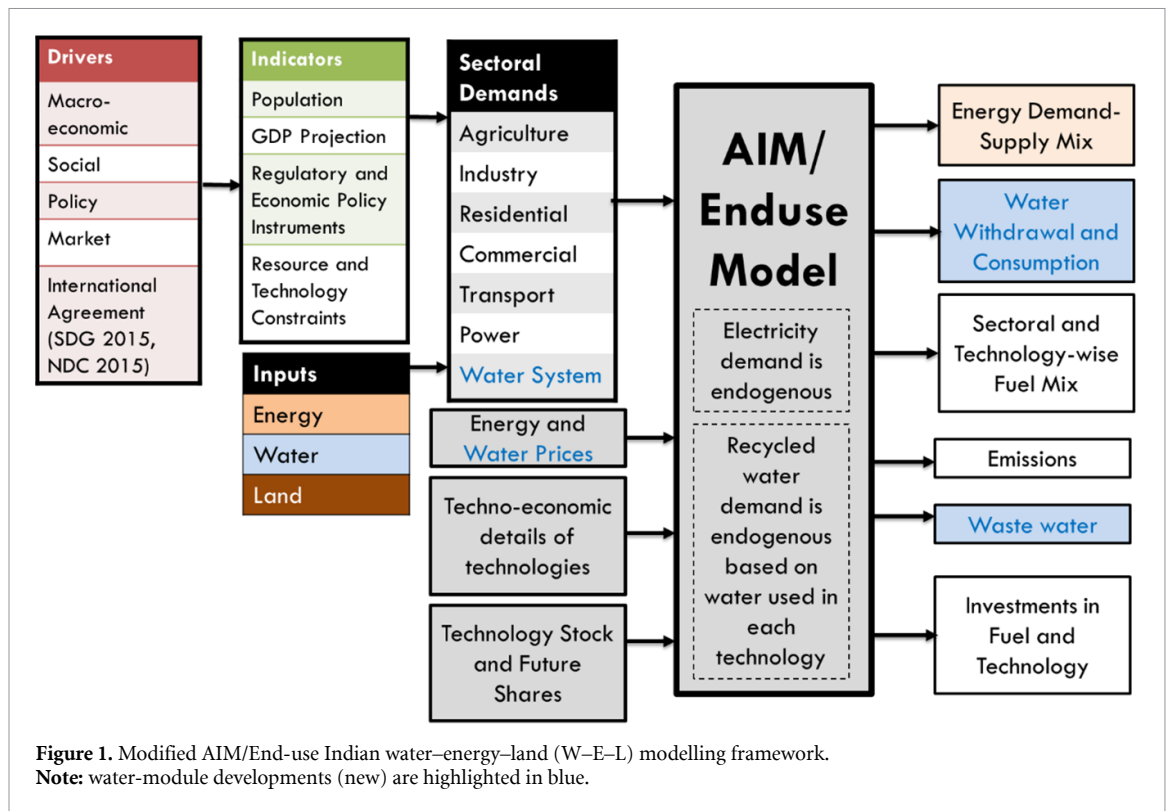 Drivers
Macro-
economic
Social
Policy
Market
International
Agreement
(SDG 2015,
NDC 2015)
Indicators
Population
GDP Projection
Regulatory and
Economic Policy
Instruments
Resource and
Technology
Constraints
Inputs
Energy
Water
Land
Sectoral
Demands
Agriculture
Industry
Residential
Commercial
Transport
Power
Water System
Energy and
Water Prices
Techno-economic
details of
technologies
Technology Stock
and Future
Shares
AIM/
Enduse
Model
Electricity
demand is
endogenous
Recycled
water
demand is
endogenous
based on
water used in
each
technology
Energy Demand-
Supply Mix
Water
Withdrawal and
Consumption
Sectoral and
Technology-wise
Fuel Mix
Emissions
Waste water
Investments in
Fuel and
Technology
Figure 1. Modified AIM/End-use Indian water–energy–land (W–E–L) modelling framework.
Note: water-module developments (new) are highlighted in blue.